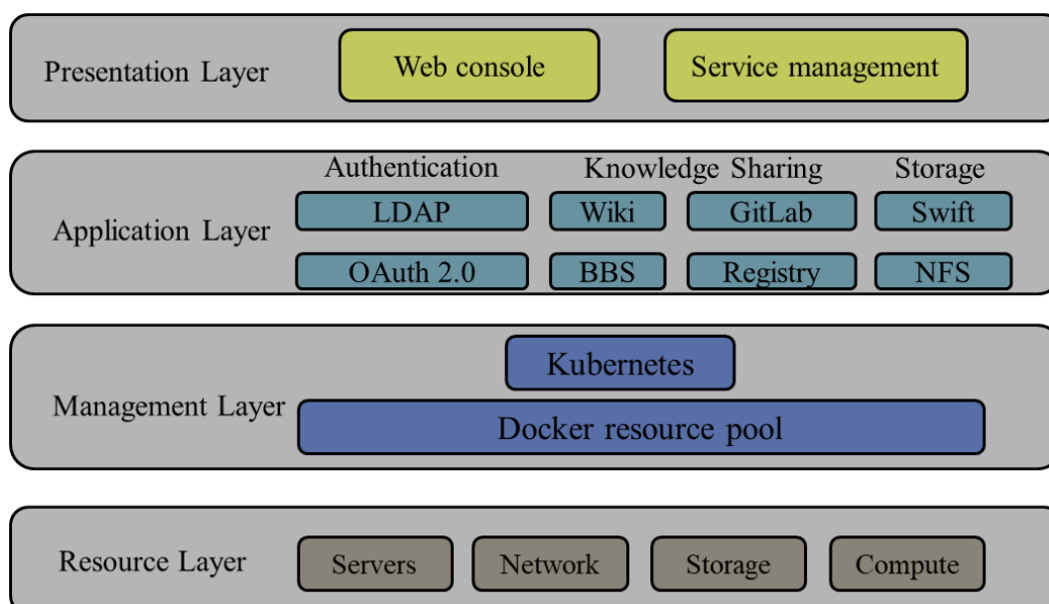 Presentation Layer
Web console
Service management
Authentication
Knowledge Sharing
Storage
Application Layer
LDAP
Wiki
GitLab
Swift
OAuth 2.0
BBS
Registry
NFS
Management Layer
Kubernetes
Docker resource pool
Resource Layer
Servers
Network
Storage
Compute